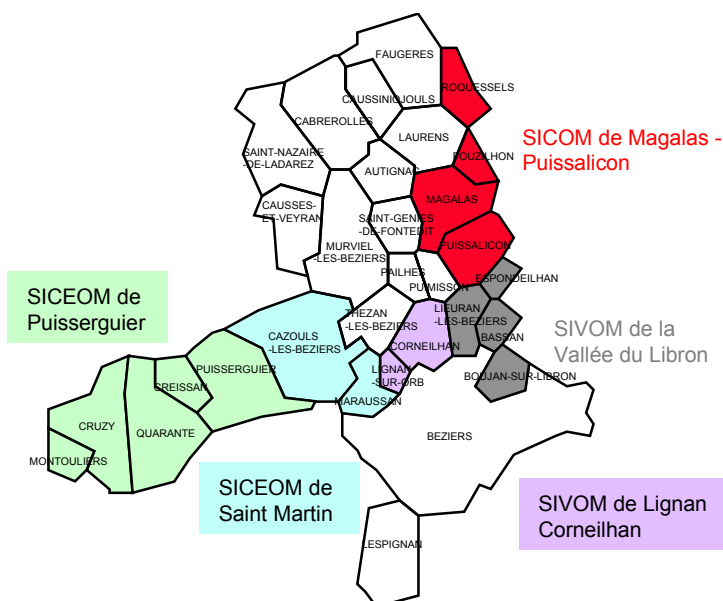 FAUGERES
ROQUESSELS
CAUSSINIOJOULS
CABREROLLES
LAURENS
SICOM de Magalas -
Puissalicon
SAINT-NAZAIRE
-DE-LADAREZ
POUZILHON
AUTIGNAC
MAGALAS
CAUSSES-
ET-VEYRAN
SAINT-GENIES
-DE-FONTEDIT
MURVIEL
-LES-BEZIERS
PUISSALICON
PAILHES
ESPONDEILHAN
PUIMISSON
SICEOM de
Puisserguier
THEZAN
-LES-BEZIERS
LIEURAN
-LES-BEZIERS
CAZOULS
-LES-BEZIERS
BASSAN
SIVOM de la
Vallée du Libron
CORNEILHAN
PUISSERGUIER
LIGNAN
-SUR-ORB
BOUJAN-SUR-LIBRON
CREISSAN
MARAUSSAN
CRUZY
QUARANTE
BEZIERS
MONTOULIERS
SICEOM de
Saint Martin
SIVOM de Lignan
Corneilhan
LESPIGNAN